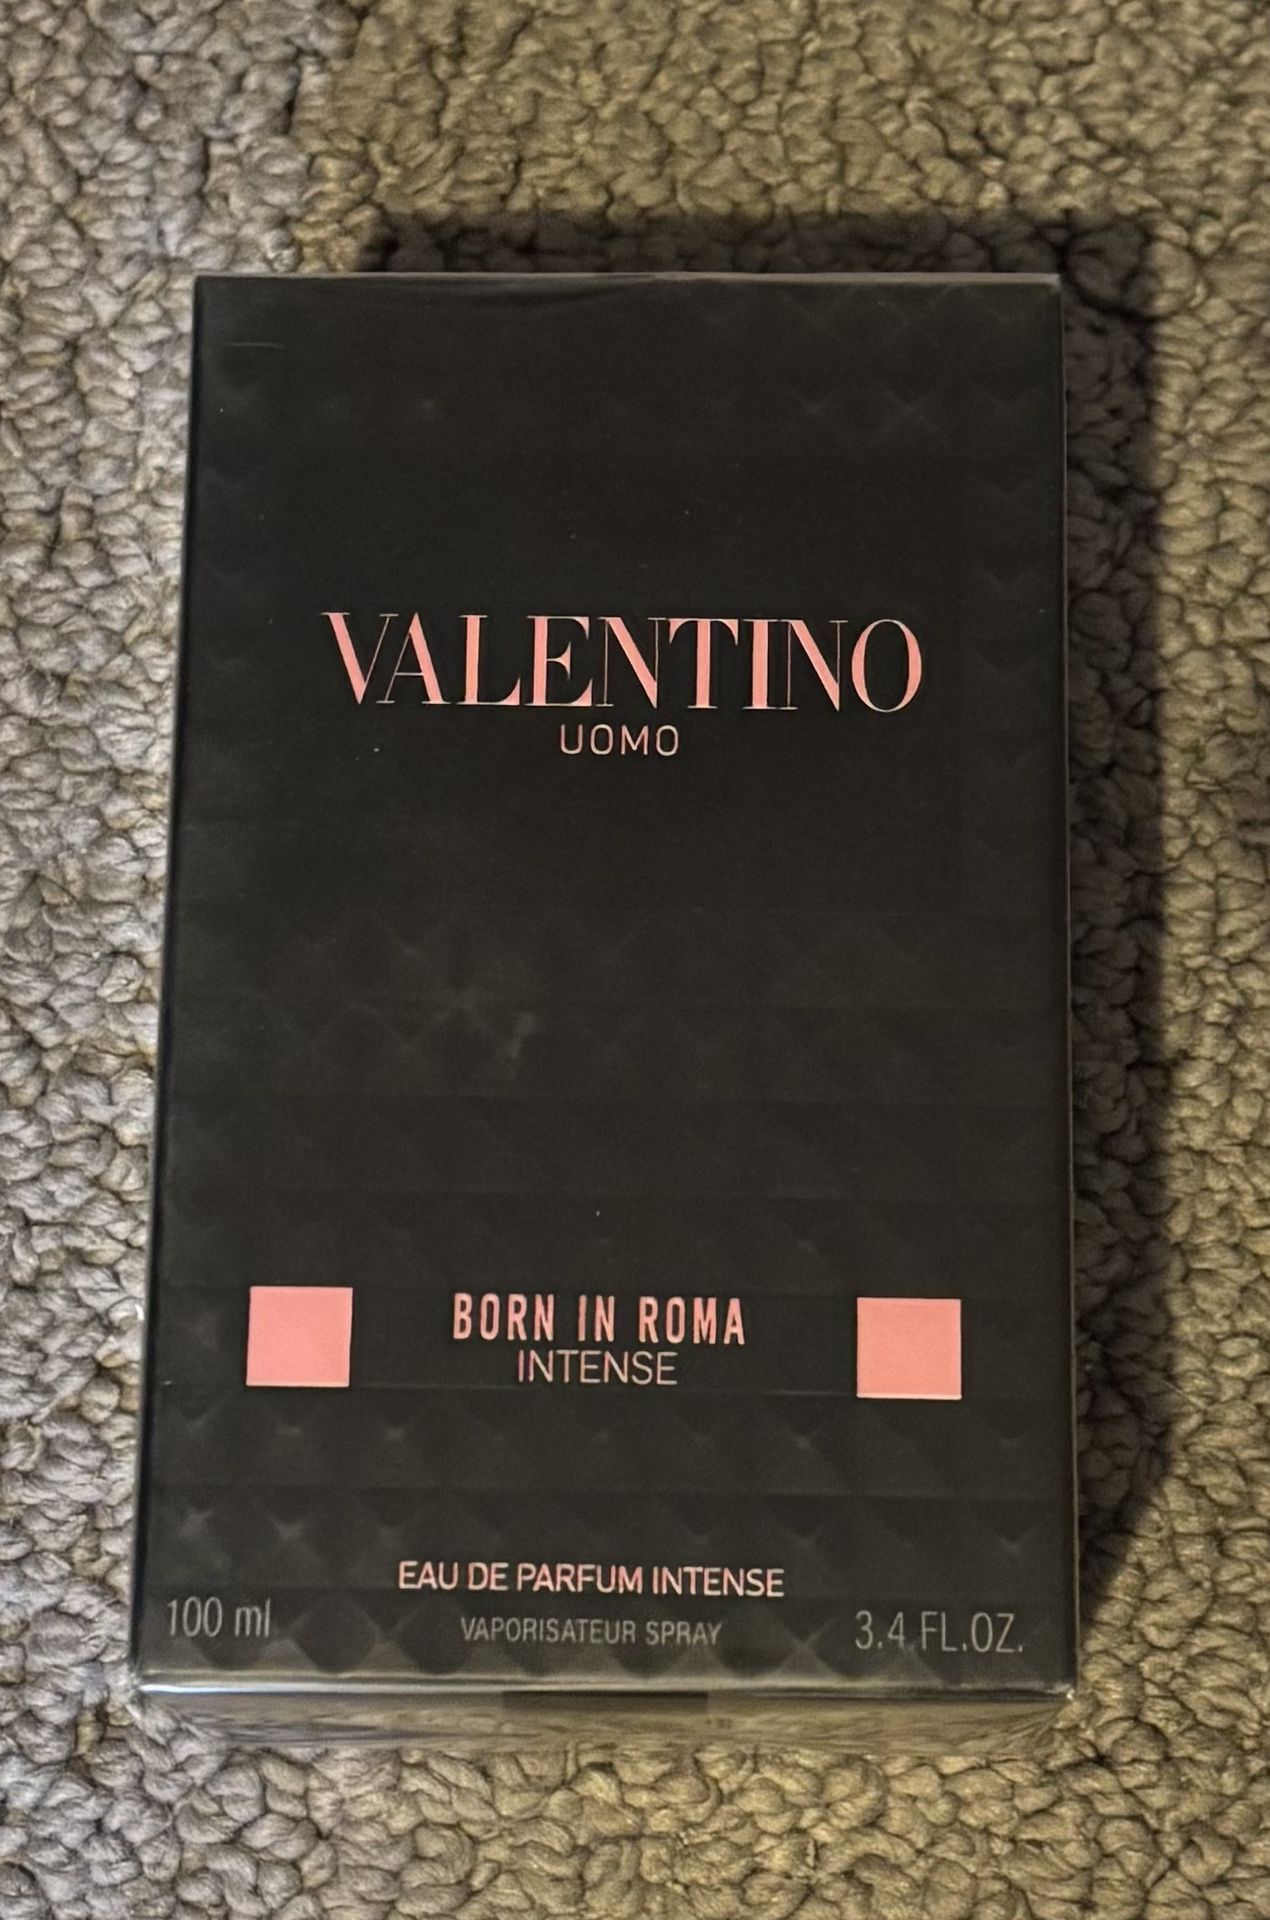 VALENTINO
UOMO
BORN IN ROMA
INTENSE
EAU DE PARFUM INTENSE
100 ml VAPORISATEUR SPRAY 3.4 FL.OZ.